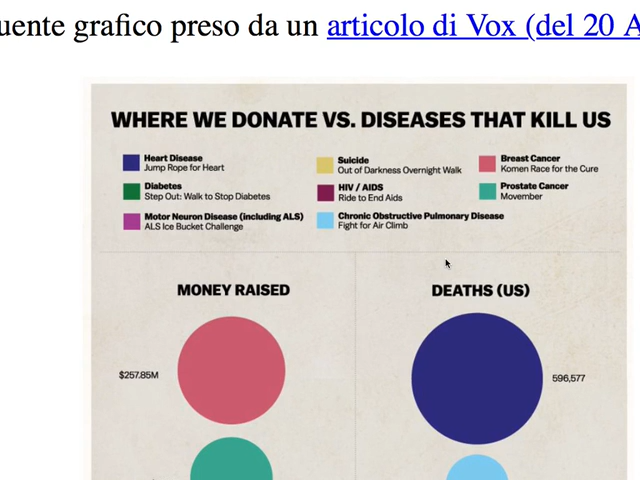 grafico preso da un articolo di Vox (del 20
WHERE WE DONATE VS. DISEASES THAT KILL US
Heart Disease
Jump Rope for Heart
Suicide
Out of Darkness Overnight Walk
Breast Cancer
Komen Race for the Cure
Diabetes
Step Out: Walk to Stop Diabetes
HIV / AIDS
Ride to End Aids
Prostate Cancer
Movember
Motor Neuron Disease (including ALS)
ALS Ice Bucket Challenge
Chronic Obstructive Pulmonary Disease
Fight for Air Climb
MONEY RAISED
DEATHS (US)
$257.85M
596,577